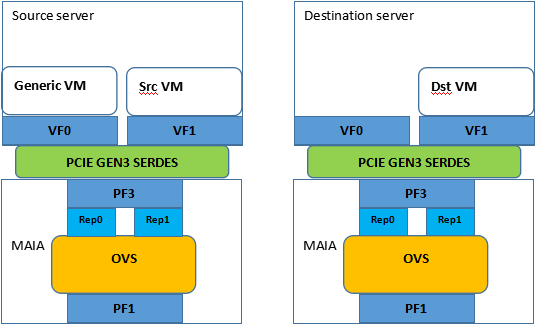 Source server
Generic VM
Src VM
VF0
VF1
PCIE GEN3 SERDES
PF3
Rep0
Rep1
MAIA
OVS
PF1
Destination server
Dst VM
VF0
VF1
PCIE GEN3 SERDES
PF3
Rep0
Rep1
MAIA
OVS
PF1